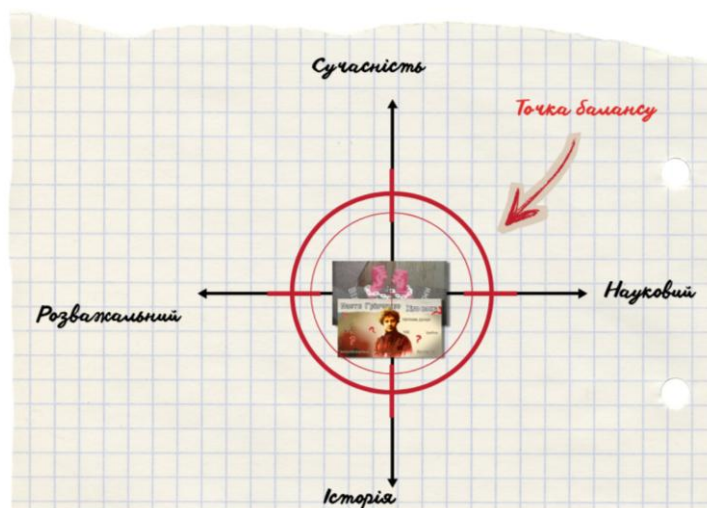 Сучасність
Точка балансу
Науковий
Розважальний
Історія